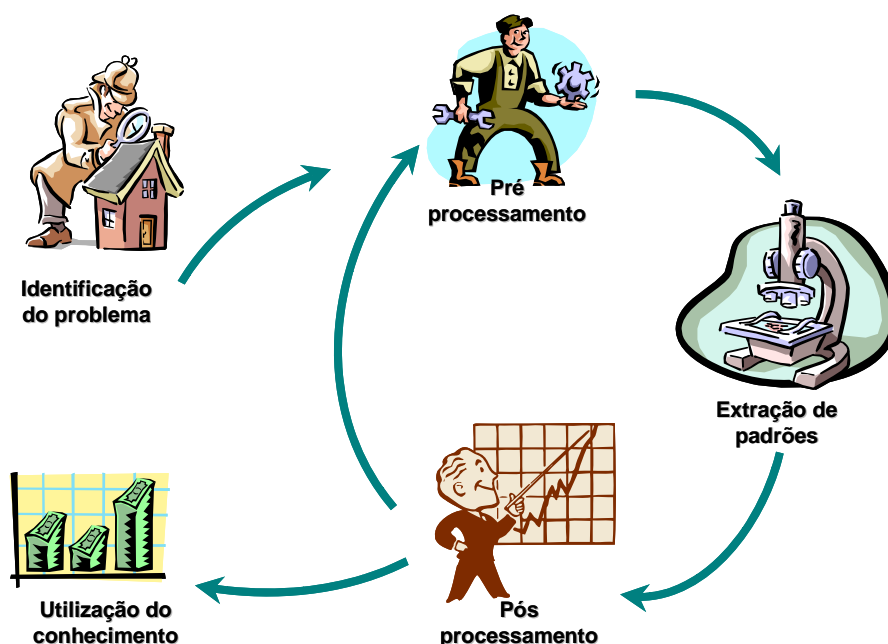 Pré
processamento
Identificação
do problema
Extração de
padrões
Utilização do
conhecimento
Pós
processamento